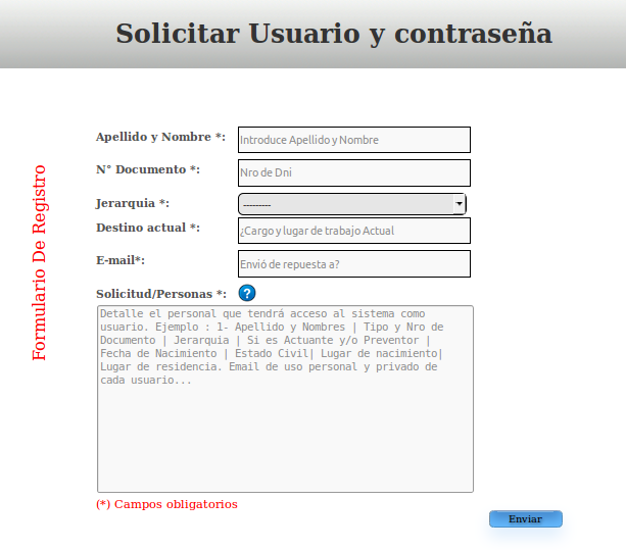 Solicitar Usuario y contraseña
Formulario De Registro
Apellido y Nombre *:
Introduce Apellido y Nombre
N° Documento *:
Nro de Dni
Jerarquia *:
---------
Destino actual *:
¿Cargo y lugar de trabajo Actual
E-mail*:
Envió de repuesta a?
Solicitud/Personas *:
?
Detalle el personal que tendrá acceso al sistema como
usuario. Ejemplo : 1- Apellido y Nombres | Tipo y Nro de
Documento | Jerarquia | Si es Actuante y/o Preventor |
Fecha de Nacimiento | Estado Civil| Lugar de nacimiento|
Lugar de residencia. Email de uso personal y privado de
cada usuario...
(*) Campos obligatorios
Enviar